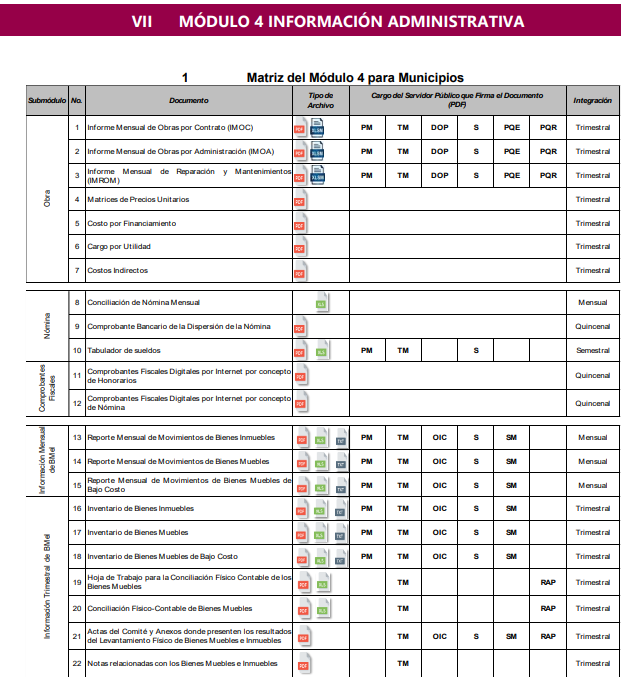 VII MÓDULO 4 INFORMACIÓN ADMINISTRATIVA
1 Matriz del Módulo 4 para Municipios
Submódulo No. Documento Tipo de Archivo Cargo del Servidor Público que Firma el Documento (PDF) Integración
Obra
1 Informe Mensual de Obras por Contrato (IMOC) PDF XLSM PM TM DOP S PQE PQR Trimestral
2 Informe Mensual de Obras por Administración (IMOA) PDF XLSM PM TM DOP S PQE PQR Trimestral
3 Informe Mensual de Reparación y Mantenimientos (IMROM) PDF XLSM PM TM DOP S PQE PQR Trimestral
4 Matrices de Precios Unitarios PDF Trimestral
5 Costo por Financiamiento PDF Trimestral
6 Cargo por Utilidad PDF Trimestral
7 Costos Indirectos PDF Trimestral
Nómina
8 Conciliación de Nómina Mensual XLS Mensual
9 Comprobante Bancario de la Dispersión de la Nómina PDF Quincenal
10 Tabulador de sueldos PDF XLS PM TM S Semestral
Comprobantes Fiscales
11 Comprobantes Fiscales Digitales por Internet por concepto de Honorarios PDF Quincenal
12 Comprobantes Fiscales Digitales por Internet por concepto de Nómina PDF Quincenal
Información Mensual de BMeI
13 Reporte Mensual de Movimientos de Bienes Inmuebles PDF XLS TXT PM TM OIC S SM Mensual
14 Reporte Mensual de Movimientos de Bienes Muebles PDF XLS TXT PM TM OIC S SM Mensual
15 Reporte Mensual de Movimientos de Bienes Muebles de Bajo Costo PDF XLS TXT PM TM OIC S SM Mensual
Información Trimestral de BMeI
16 Inventario de Bienes Inmuebles PDF XLS TXT PM TM OIC S SM Trimestral
17 Inventario de Bienes Muebles PDF XLS TXT PM TM OIC S SM Trimestral
18 Inventario de Bienes Muebles de Bajo Costo PDF XLS TXT PM TM OIC S SM Trimestral
19 Hoja de Trabajo para la Conciliación Físico Contable de los Bienes Muebles PDF XLS TM RAP Trimestral
20 Conciliación Físico-Contable de Bienes Muebles PDF XLS TM RAP Trimestral
21 Actas del Comité y Anexos donde presenten los resultados del Levantamiento Físico de Bienes Muebles e Inmuebles PDF TM OIC S SM RAP Trimestral
22 Notas relacionadas con los Bienes Muebles e Inmuebles PDF TM Trimestral